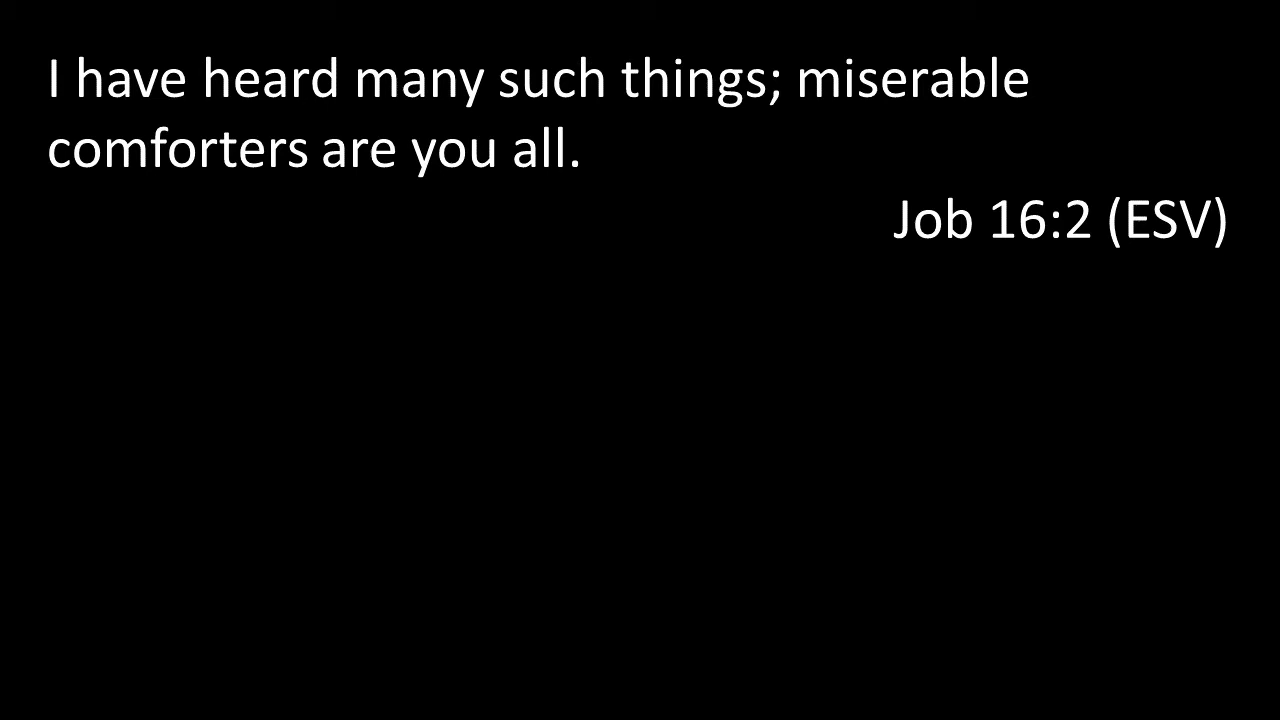 I have heard many such things; miserable
comforters are you all.
Job 16:2 (ESV)